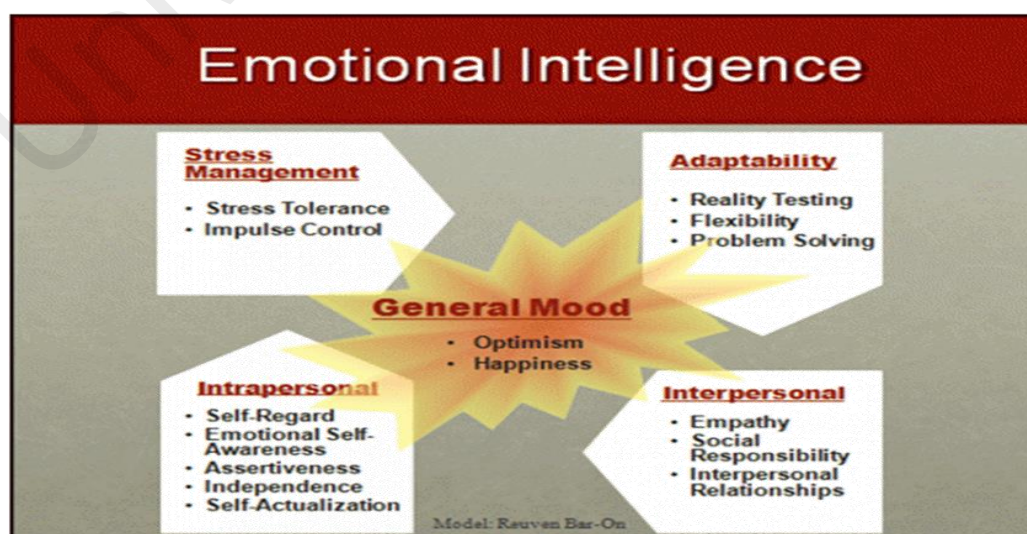 Emotional Intelligence
Stress
Management
• Stress Tolerance
• Impulse Control
Adaptability
• Reality Testing
• Flexibility
• Problem Solving
General Mood
• Optimism
• Happiness
Intrapersonal
• Self-Regard
• Emotional Self-
Awareness
• Assertiveness
• Independence
• Self-Actualization
Interpersonal
• Empathy
• Social
Responsibility
• Interpersonal
Relationships
Model: Reuven Bar-On